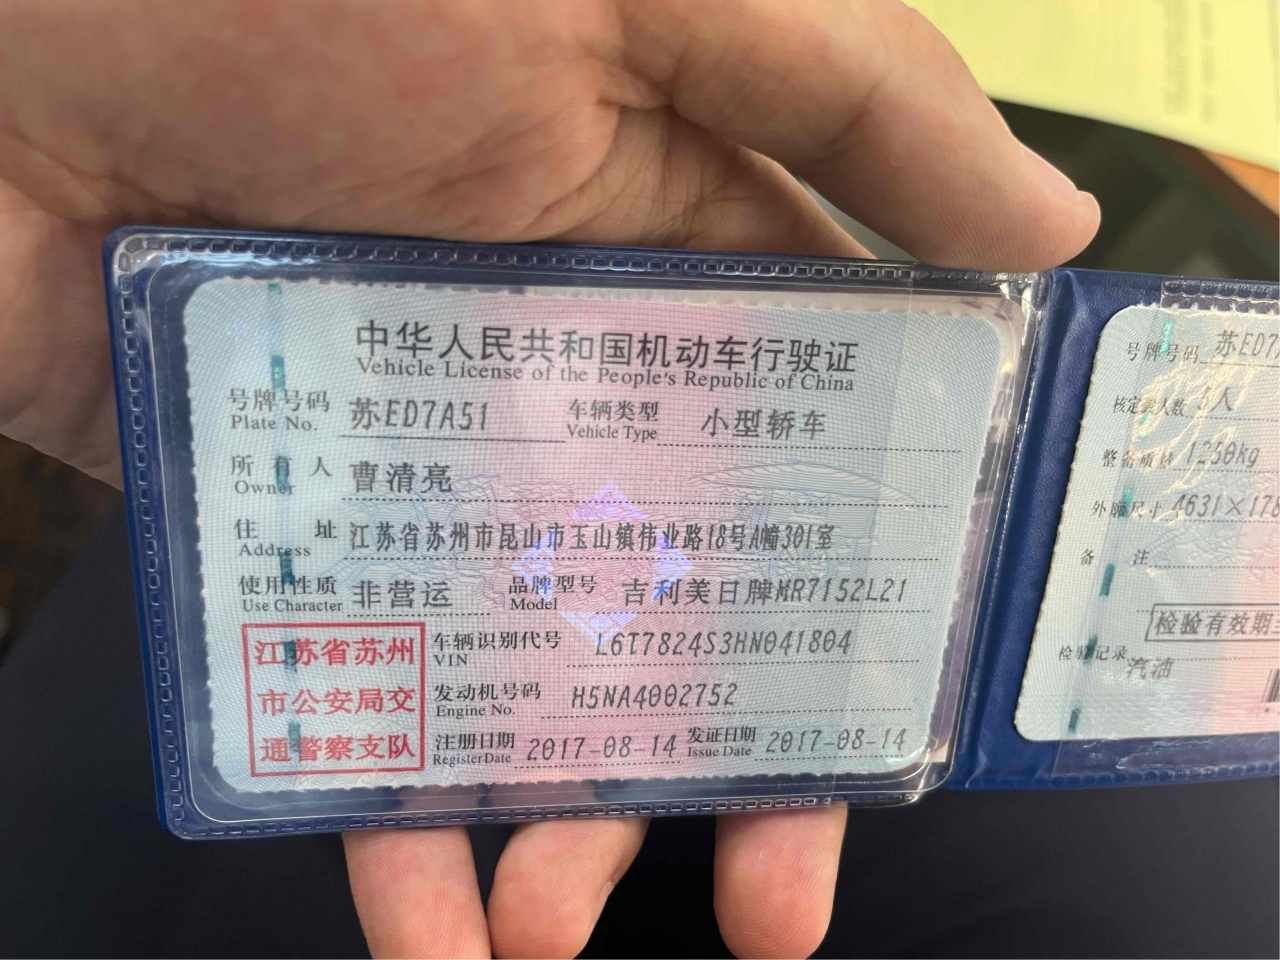 中华人民共和国机动车行驶证
Vehicle License of the People's Republic of China
号牌号码 苏ED7A51 车辆类型 小型轿车
Plate No. Vehicle Type
所有人 曹清亮
Owner
住址 江苏省苏州市昆山市玉山镇伟业路18号A幢301室
Address
使用性质 非营运 品牌型号 吉利美日牌MR7152L21
Use Character Model
江苏省苏州
市公安局交
通警察支队
车辆识别代号 L6T7824S3HN041804
VIN
发动机号码 H5NA4002752
Engine No.
注册日期 2017-08-14 发证日期 2017-08-14
Register Date Issue Date
号牌号码 苏ED7
核定载人数 5人
整备质量 1250kg
外廓尺寸 4631×178
备注
检验有效期
检验记录
汽油